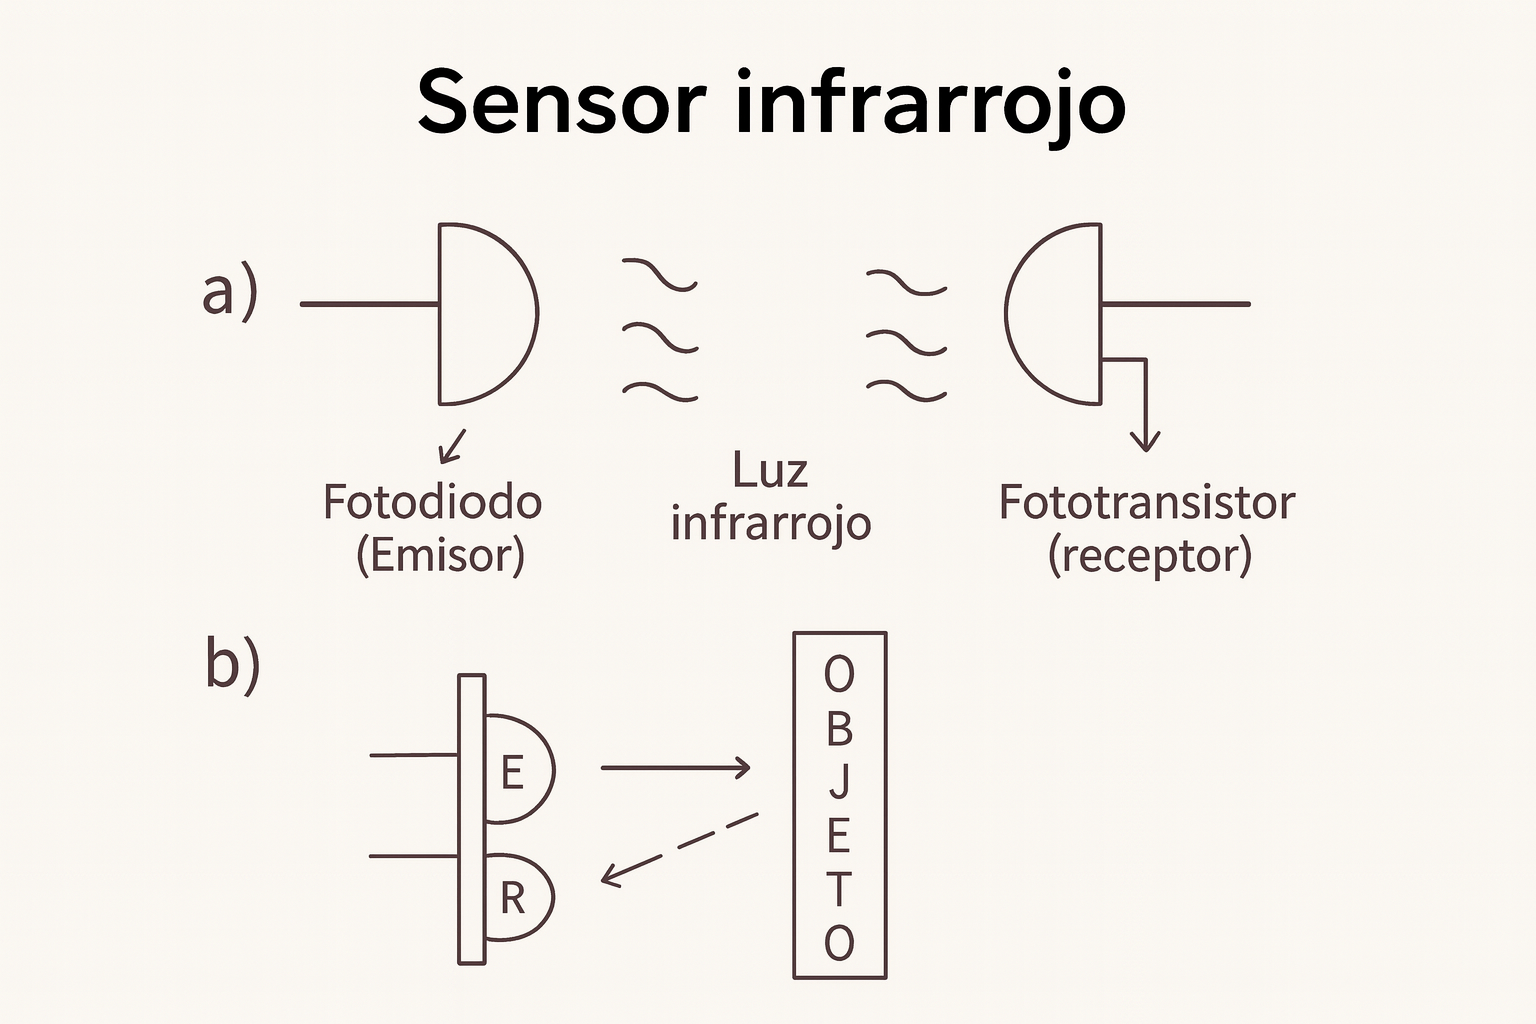 Sensor infrarrojo
a)
Fotodiodo
(Emisor)
Luz
infrarrojo
Fototransistor
(receptor)
b)
E
R
O
B
J
E
T
O